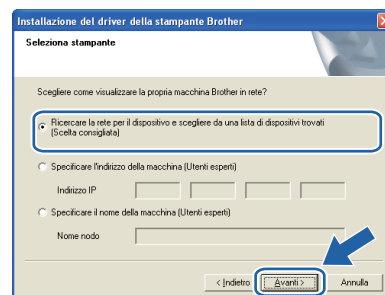 Installazione del driver della stampante Brother
Seleziona stampante
Scegliere come visualizzare la propria macchina Brother in rete?
Ricercare la rete per il dispositivo e scegliere da una lista di dispositivi trovati
(Scelta consigliata)
Specificare l'indirizzo della macchina (Utenti esperti)
Indirizzo IP
Specificare il nome della macchina (Utenti esperti)
Nome nodo
< Indietro Avanti > Annulla